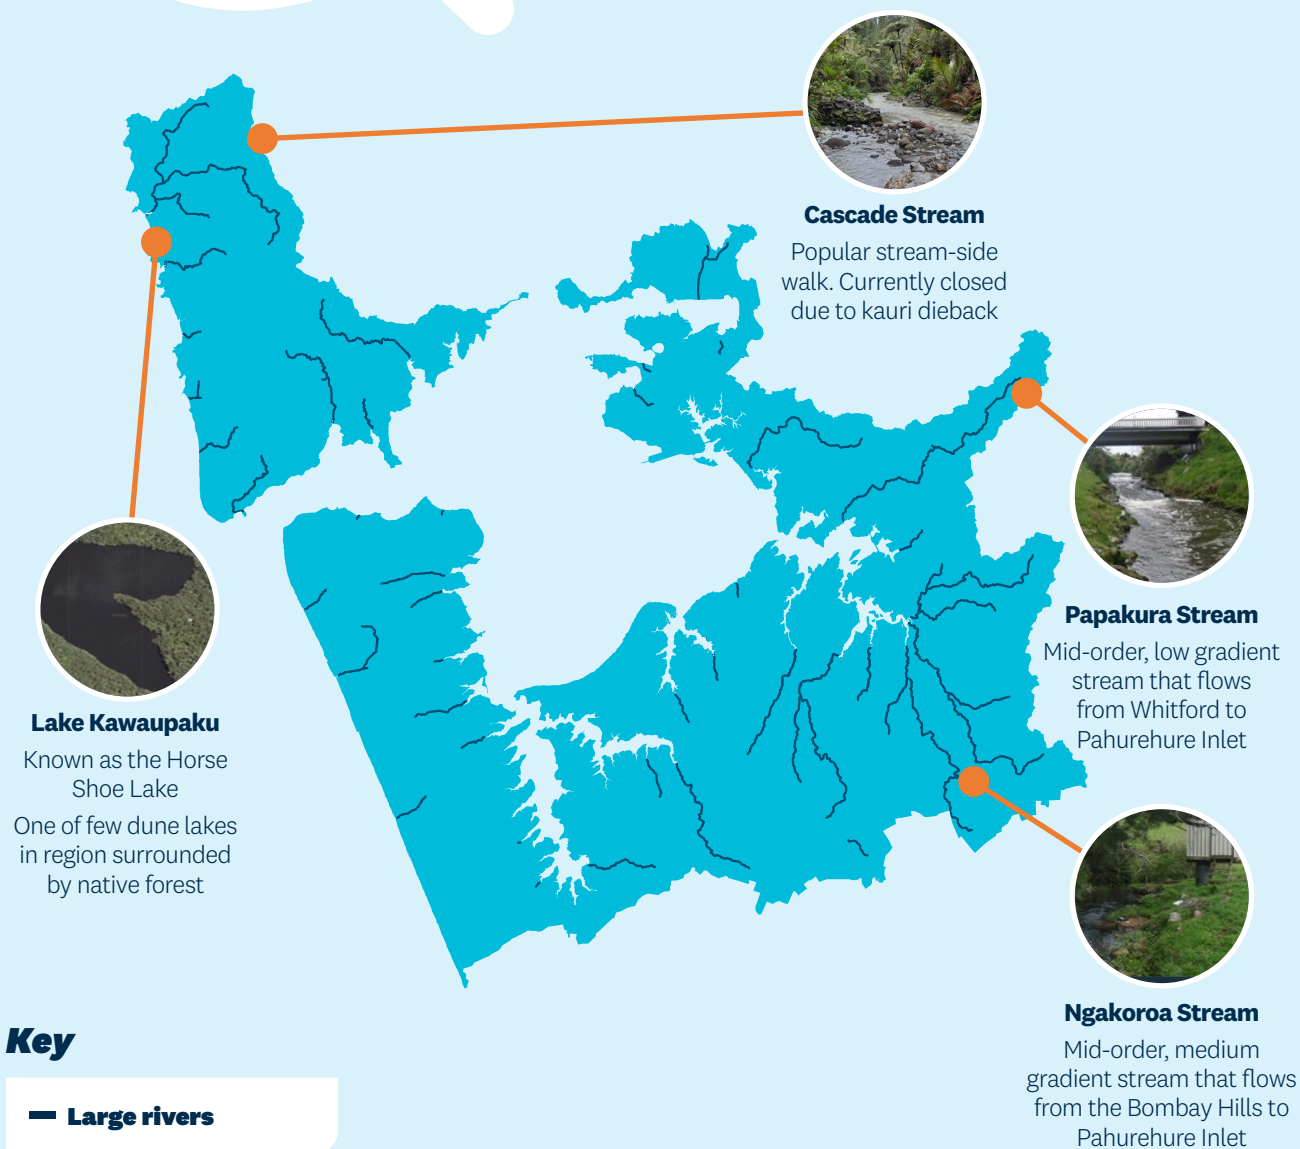 Cascade Stream
Popular stream-side
walk. Currently closed
due to kauri dieback
Papakura Stream
Mid-order, low gradient
stream that flows
from Whitford to
Pahurehure Inlet
Lake Kawaupaku
Known as the Horse
Shoe Lake
One of few dune lakes
in region surrounded
by native forest
Ngakoroa Stream
Mid-order, medium
gradient stream that flows
from the Bombay Hills to
Pahurehure Inlet
Key
Large rivers